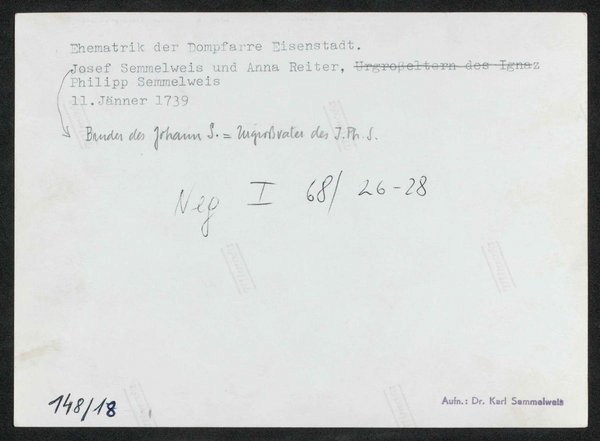 Ehematrik der Dompfarre Eisenstadt.
Josef Semmelweis und Anna Reiter, Urgroßeltern des Ignaz
Philipp Semmelweis
11.Jänner 1739
Bruder des Johann S. = Urgroßvater des J. Ph. S.
Neg I 68/ 26-28
148/18
Aufn.: Dr. Karl Semmelweis